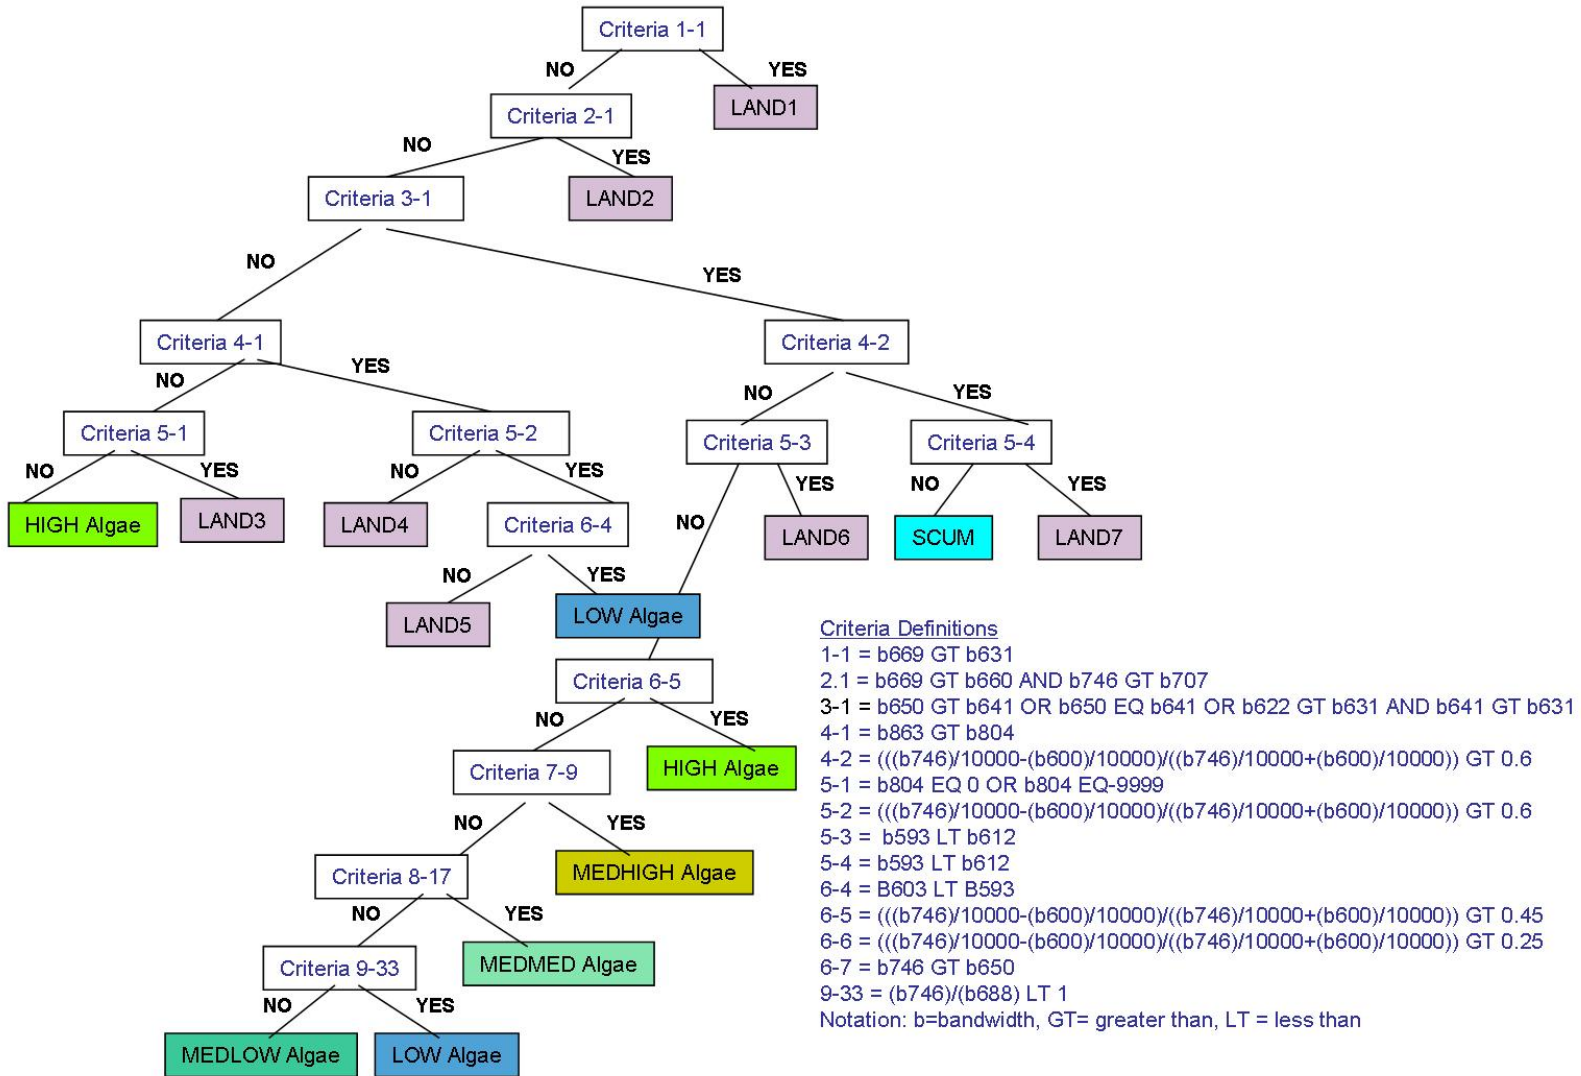 Criteria 1-1
NO
YES
LAND1
Criteria 2-1
NO
YES
LAND2
Criteria 3-1
NO
YES
Criteria 4-1
Criteria 4-2
NO
YES
NO
YES
Criteria 5-1
Criteria 5-2
Criteria 5-3
Criteria 5-4
NO
YES
NO
YES
NO
YES
NO
YES
HIGH Algae
LAND3
LAND4
Criteria 6-4
LAND6
SCUM
LAND7
NO
YES
LAND5
LOW Algae
Criteria 6-5
NO
YES
Criteria 7-9
HIGH Algae
NO
YES
Criteria 8-17
MEDHIGH Algae
NO
YES
Criteria 9-33
MEDMED Algae
NO
YES
MEDLOW Algae
LOW Algae
Criteria Definitions
1-1 = b669 GT b631
2.1 = b669 GT b660 AND b746 GT b707
3-1 = b650 GT b641 OR b650 EQ b641 OR b622 GT b631 AND b641 GT b631
4-1 = b863 GT b804
4-2 = (((b746)/10000-(b600)/10000)/((b746)/10000+(b600)/10000)) GT 0.6
5-1 = b804 EQ 0 OR b804 EQ-9999
5-2 = (((b746)/10000-(b600)/10000)/((b746)/10000+(b600)/10000)) GT 0.6
5-3 = b593 LT b612
5-4 = b593 LT b612
6-4 = B603 LT B593
6-5 = (((b746)/10000-(b600)/10000)/((b746)/10000+(b600)/10000)) GT 0.45
6-6 = (((b746)/10000-(b600)/10000)/((b746)/10000+(b600)/10000)) GT 0.25
6-7 = b746 GT b650
9-33 = (b746)/(b688) LT 1
Notation: b=bandwidth, GT= greater than, LT = less than